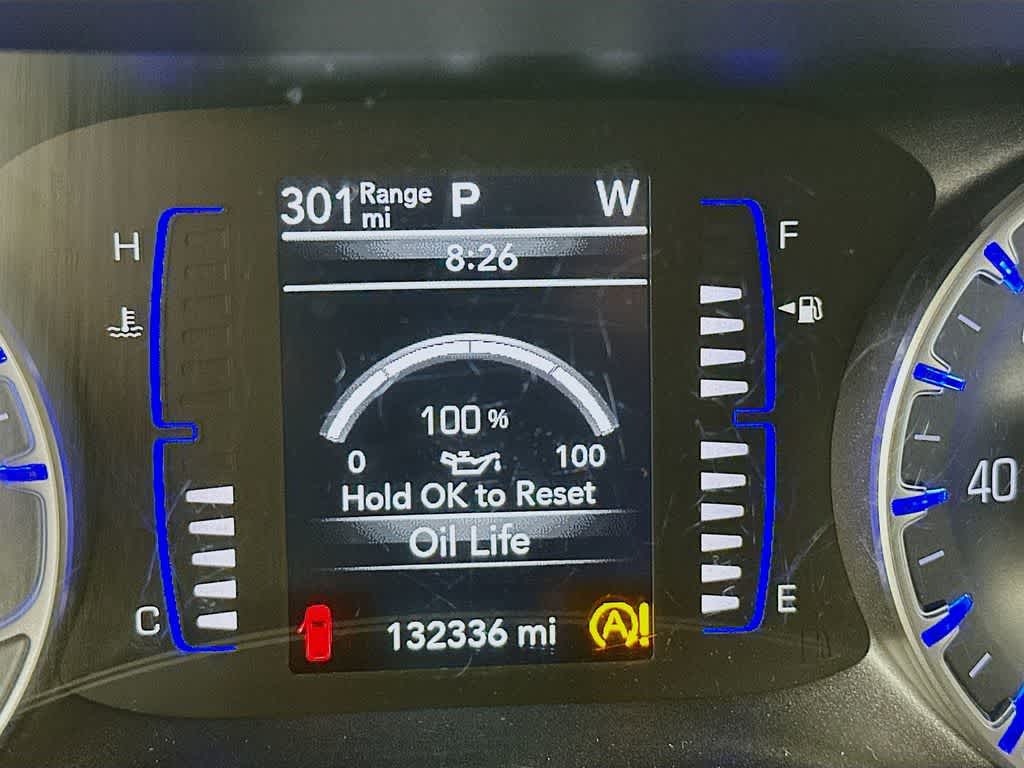 301 Range mi P W
8:26
H
F
100 %
0 100
Hold OK to Reset
Oil Life
C
E
132336 mi
A!
40